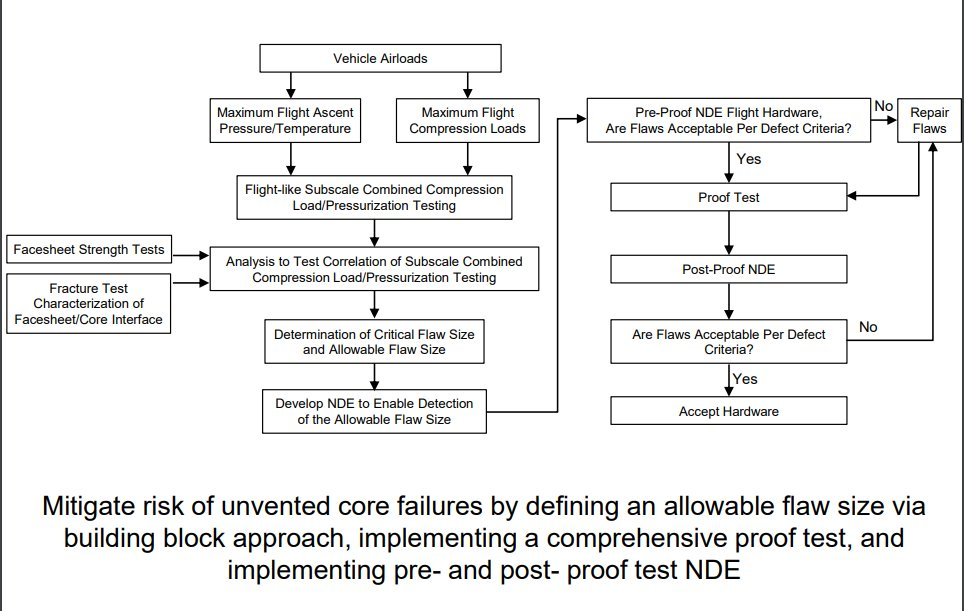 Vehicle Airloads
Maximum Flight Ascent
Pressure/Temperature
Maximum Flight
Compression Loads
Flight-like Subscale Combined Compression
Load/Pressurization Testing
Facesheet Strength Tests
Fracture Test
Characterization of
Facesheet/Core Interface
Analysis to Test Correlation of Subscale Combined
Compression Load/Pressurization Testing
Determination of Critical Flaw Size
and Allowable Flaw Size
Develop NDE to Enable Detection
of the Allowable Flaw Size
Pre-Proof NDE Flight Hardware,
Are Flaws Acceptable Per Defect Criteria?
No
Repair
Flaws
Yes
Proof Test
Post-Proof NDE
Are Flaws Acceptable Per Defect
Criteria?
No
Yes
Accept Hardware
Mitigate risk of unvented core failures by defining an allowable flaw size via
building block approach, implementing a comprehensive proof test, and
implementing pre- and post- proof test NDE